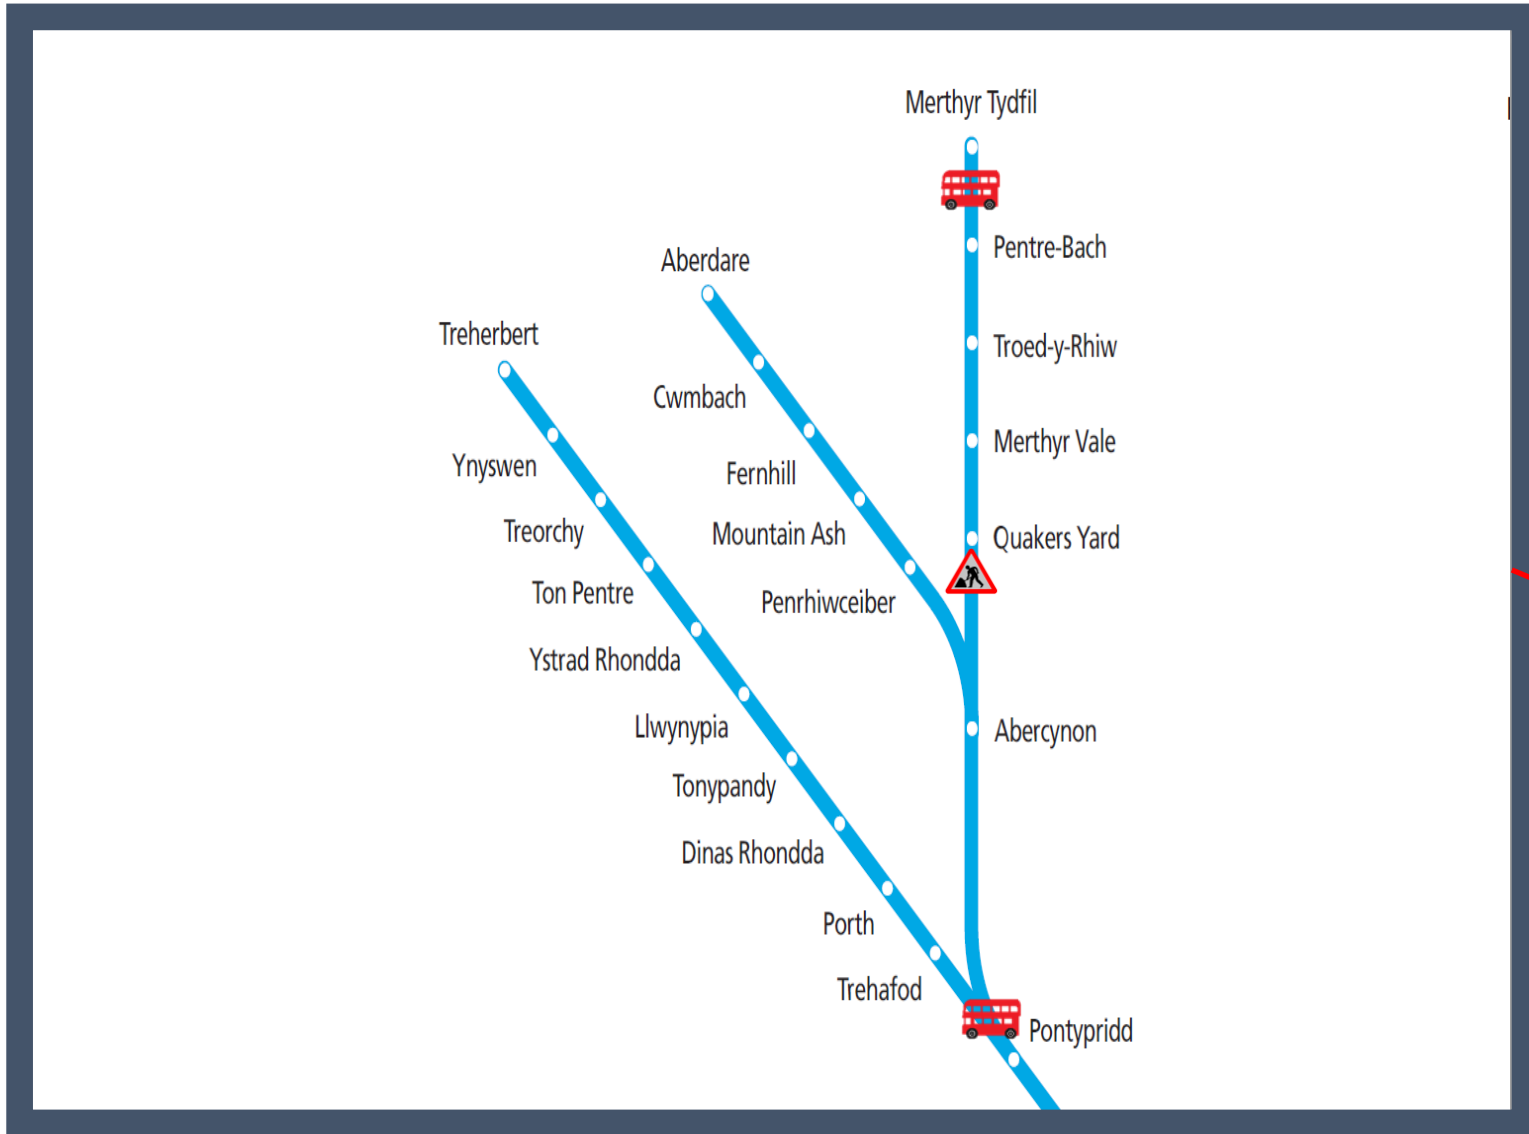 Merthyr Tydfil
Pentre-Bach
Aberdare
Treherbert
Troed-y-Rhiw
Cwmbach
Merthyr Vale
Ynyswen
Fernhill
Treorchy
Mountain Ash
Quakers Yard
Ton Pentre
Penrhiwceiber
Ystrad Rhondda
Llwynypia
Abercynon
Tonypandy
Dinas Rhondda
Porth
Trehafod
Pontypridd